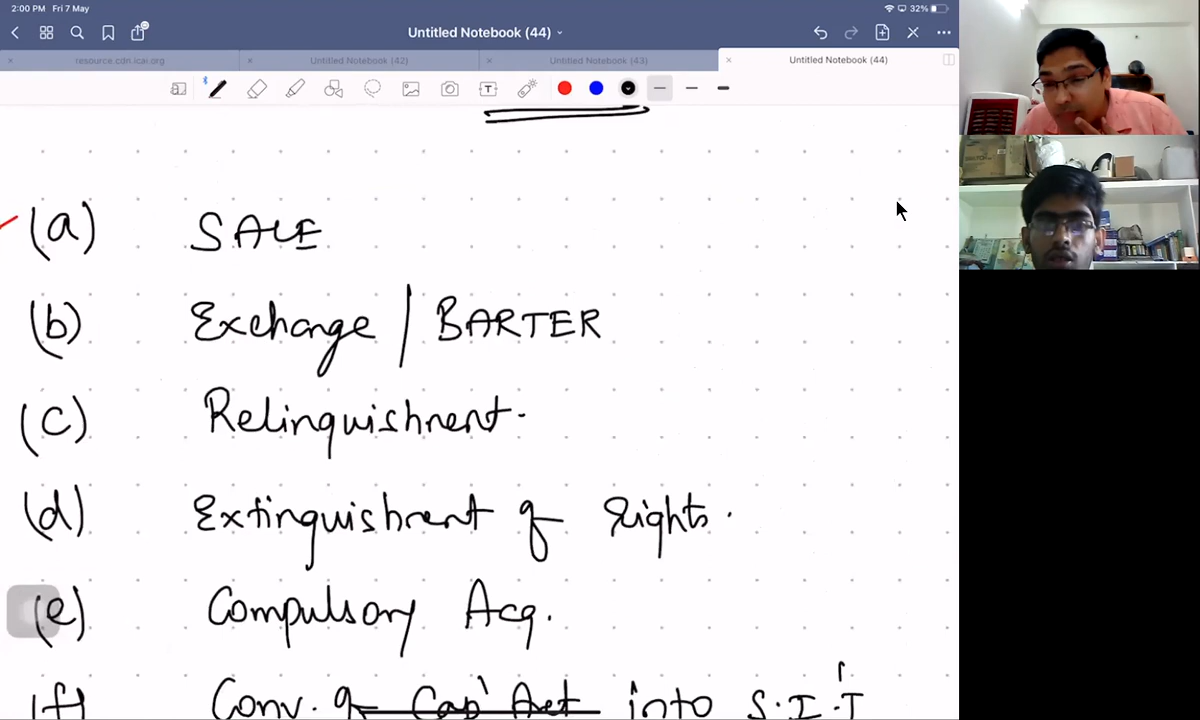 2:00 PM Fri 7 May
32%
Untitled Notebook (44)
resource.cdn.icai.org
Untitled Notebook (42)
Untitled Notebook (43)
Untitled Notebook (44)
(a) SALE
(b) Exchange / BARTER
(c) Relinquishment.
(d) Extinguishment of Rights.
(e) Compulsory Acq.
(f) Conv. of Cap' Ast into S.I.T